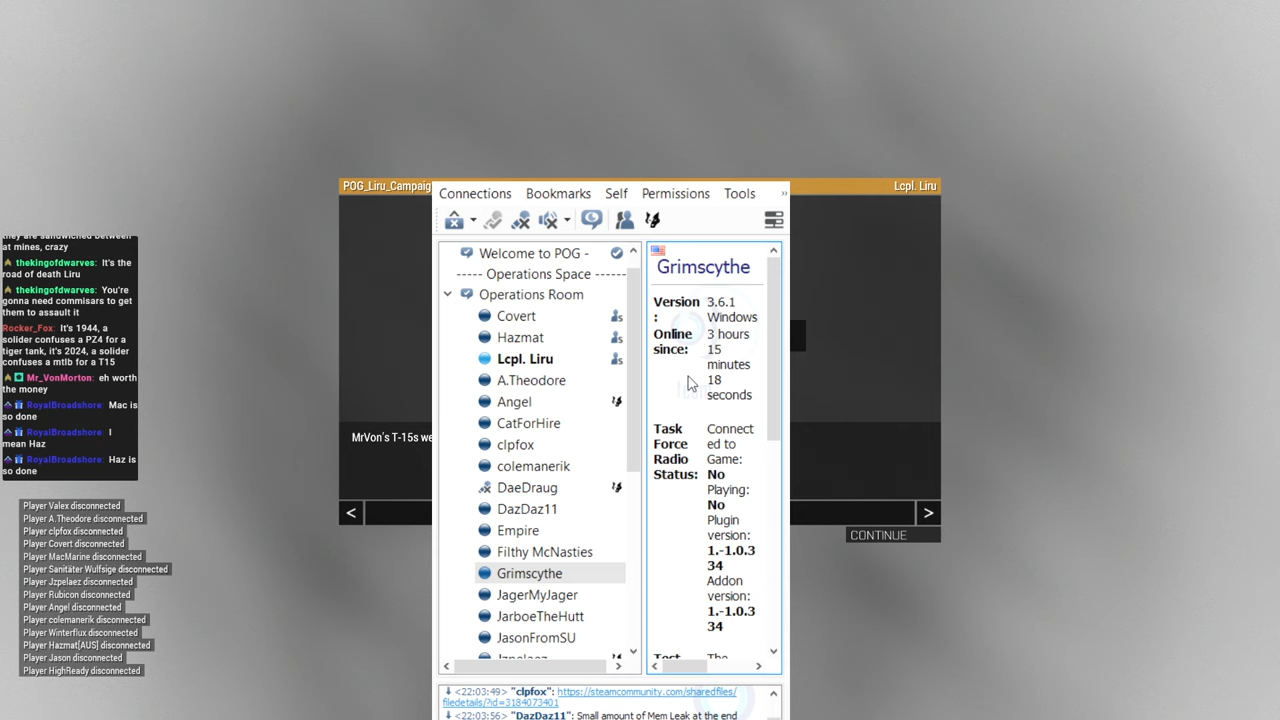 POG_Liru_Campaig
Lcpl. Liru
Connections Bookmarks Self Permissions Tools »
they are sandwiched between
at mines, crazy
thekingofdwarves: It's the
road of death Liru
thekingofdwarves: You're
gonna need commisars to get
them to assault it
Rocker_Fox: It's 1944, a
solider confuses a PZ4 for a
tiger tank, it's 2024, a solider
confuses a mtlb for a T15
Mr_VonMorton: eh worth
the money
RoyalBroadshore: Mac is
so done
RoyalBroadshore: I
mean Haz
RoyalBroadshore: Haz is
so done
Player Valex disconnected
Player A.Theodore disconnected
Player clpfox disconnected
Player Covert disconnected
Player MacMarine disconnected
Player Sanitäter Wulfsige disconnected
Player Jzpelaez disconnected
Player Rubicon disconnected
Player Angel disconnected
Player colemanerik disconnected
Player Winterflux disconnected
Player Hazmat[AUS] disconnected
Player Jason disconnected
Player HighReady disconnected
MrVon's T-15s we
<
Welcome to POG -
----- Operations Space ------
Operations Room
Covert
Hazmat
Lcpl. Liru
A.Theodore
Angel
CatForHire
clpfox
colemanerik
DaeDraug
DazDaz11
Empire
Filthy McNasties
Grimscythe
JagerMyJager
JarboeTheHutt
JasonFromSU
Jzpelaez
Grimscythe
Version 3.6.1
: Windows
Online 3 hours
since: 15
minutes
18
seconds
Task Connect
Force ed to
Radio Game:
Status: No
Playing:
No
Plugin
version:
1.-1.0.3
34
Addon
version:
1.-1.0.3
34
Test The
>
CONTINUE
<22:03:49> "clpfox": https://steamcommunity.com/sharedfiles/
filedetails/?id=3184073401
<22:03:56> "DazDaz11": Small amount of Mem Leak at the end